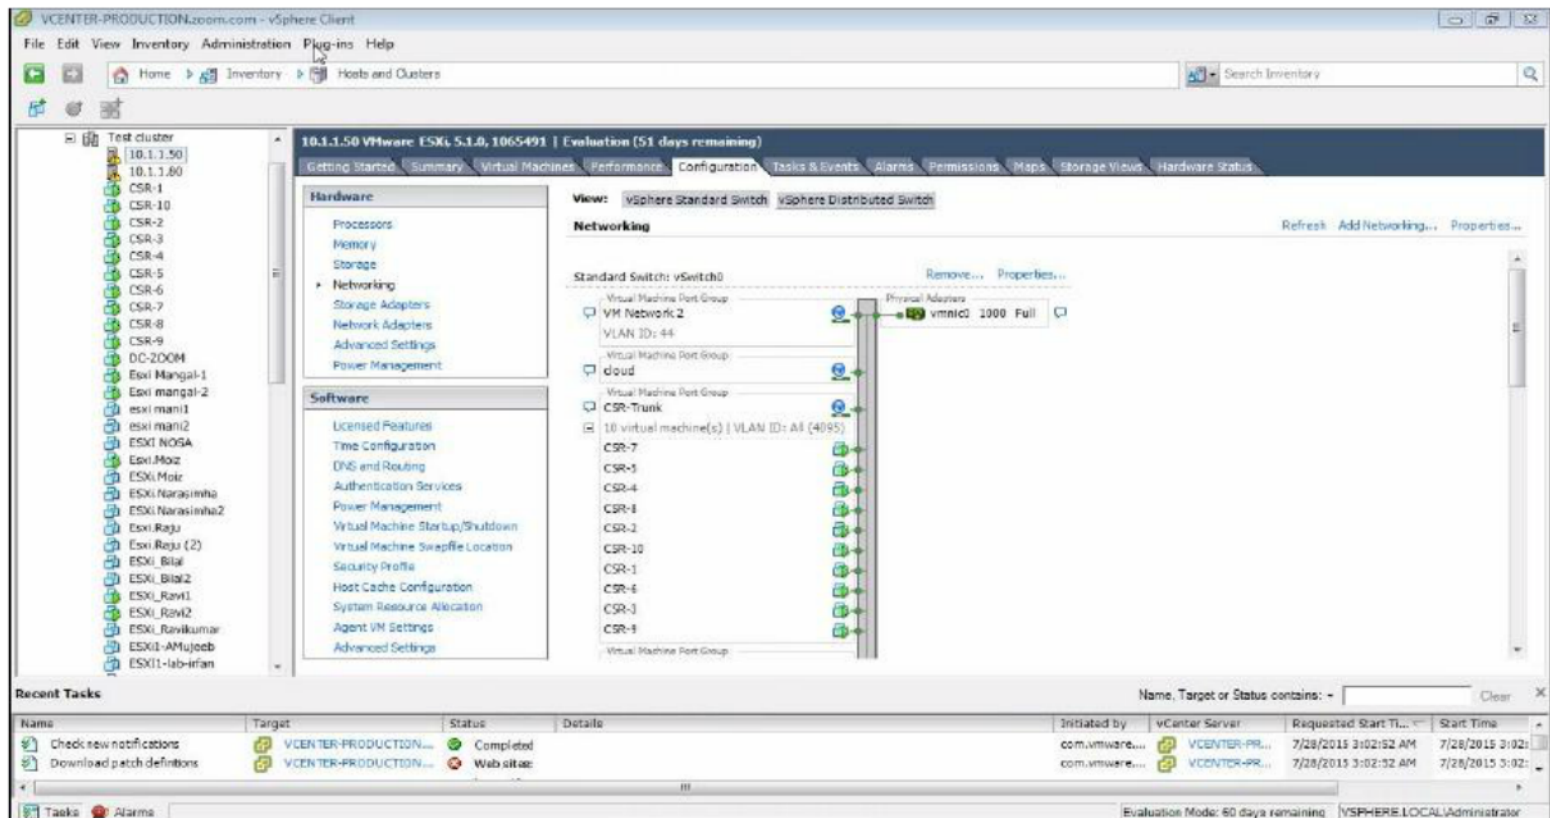 VCENTER-PRODUCTION.zoom.com - vSphere Client
File Edit View Inventory Administration Plug-ins Help
Home Inventory Hosts and Clusters
Search Inventory
Test cluster
10.1.1.50
10.1.1.60
CSR-1
CSR-10
CSR-2
CSR-3
CSR-4
CSR-5
CSR-6
CSR-7
CSR-8
CSR-9
DC-ZOOM
Esxi Mangal-1
Esxi mangal-2
esxi mani1
esxi mani2
ESXI NOSA
Esxi.Moiz
ESXi.Moiz
ESXi.Narasimha
ESXi.Narasimha2
Esxi.Raju
Esxi.Raju (2)
ESXi_Bilal
ESXi_Bilal2
ESXi_Ravi1
ESXi_Ravi2
ESXi_Ravikumar
ESXi1-AMujeeb
ESXI1-lab-irfan
10.1.1.50 VMware ESXi, 5.1.0, 1065491 | Evaluation (51 days remaining)
Getting Started Summary Virtual Machines Performance Configuration Tasks & Events Alarms Permissions Maps Storage Views Hardware Status
Hardware
Processors
Memory
Storage
Networking
Storage Adapters
Network Adapters
Advanced Settings
Power Management
Software
Licensed Features
Time Configuration
DNS and Routing
Authentication Services
Power Management
Virtual Machine Startup/Shutdown
Virtual Machine Swapfile Location
Security Profile
Host Cache Configuration
System Resource Allocation
Agent VM Settings
Advanced Settings
View: vSphere Standard Switch vSphere Distributed Switch
Networking
Refresh Add Networking... Properties...
Standard Switch: vSwitch0 Remove... Properties...
Virtual Machine Port Group
VM Network 2
VLAN ID: 44
Physical Adapters
vmnic0 1000 Full
Virtual Machine Port Group
cloud
Virtual Machine Port Group
CSR-Trunk
10 virtual machine(s) | VLAN ID: All (4095)
CSR-7
CSR-5
CSR-4
CSR-8
CSR-2
CSR-10
CSR-1
CSR-6
CSR-3
CSR-9
Virtual Machine Port Group
Recent Tasks
Name, Target or Status contains: Clear
Name Target Status Details Initiated by vCenter Server Requested Start Ti... Start Time
Check new notifications VCENTER-PRODUCTION.... Completed com.vmware.... VCENTER-PR... 7/28/2015 3:02:52 AM 7/28/2015 3:02:
Download patch definitions VCENTER-PRODUCTION.... Web sites: com.vmware.... VCENTER-PR... 7/28/2015 3:02:52 AM 7/28/2015 3:02:
Tasks Alarms
Evaluation Mode: 60 days remaining VSPHERE.LOCAL\Administrator